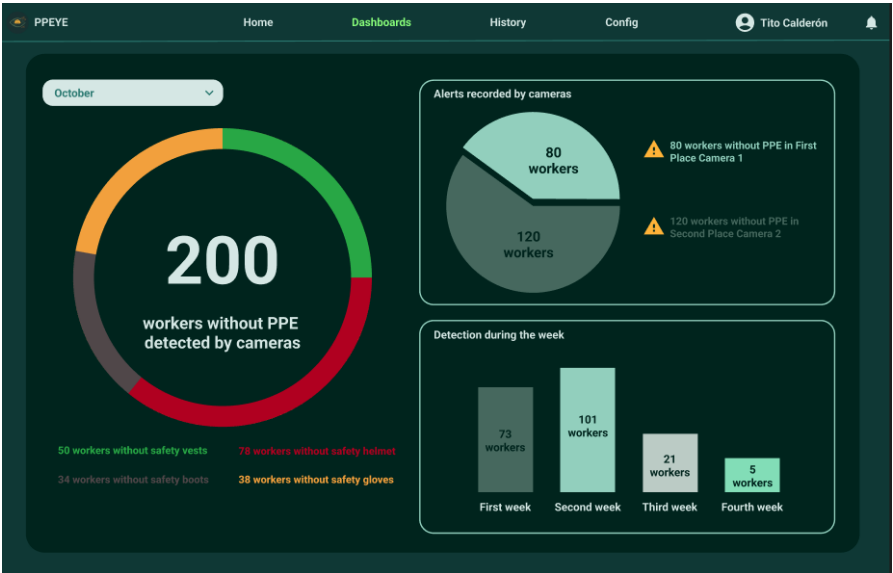 PPEYE
Home
Dashboards
History
Config
Tito Calderón
October
200
workers without PPE
detected by cameras
50 workers without safety vests
78 workers without safety helmet
34 workers without safety boots
38 workers without safety gloves
Alerts recorded by cameras
80
workers
120
workers
80 workers without PPE in First
Place Camera 1
120 workers without PPE in
Second Place Camera 2
Detection during the week
73
workers
101
workers
21
workers
5
workers
First week
Second week
Third week
Fourth week